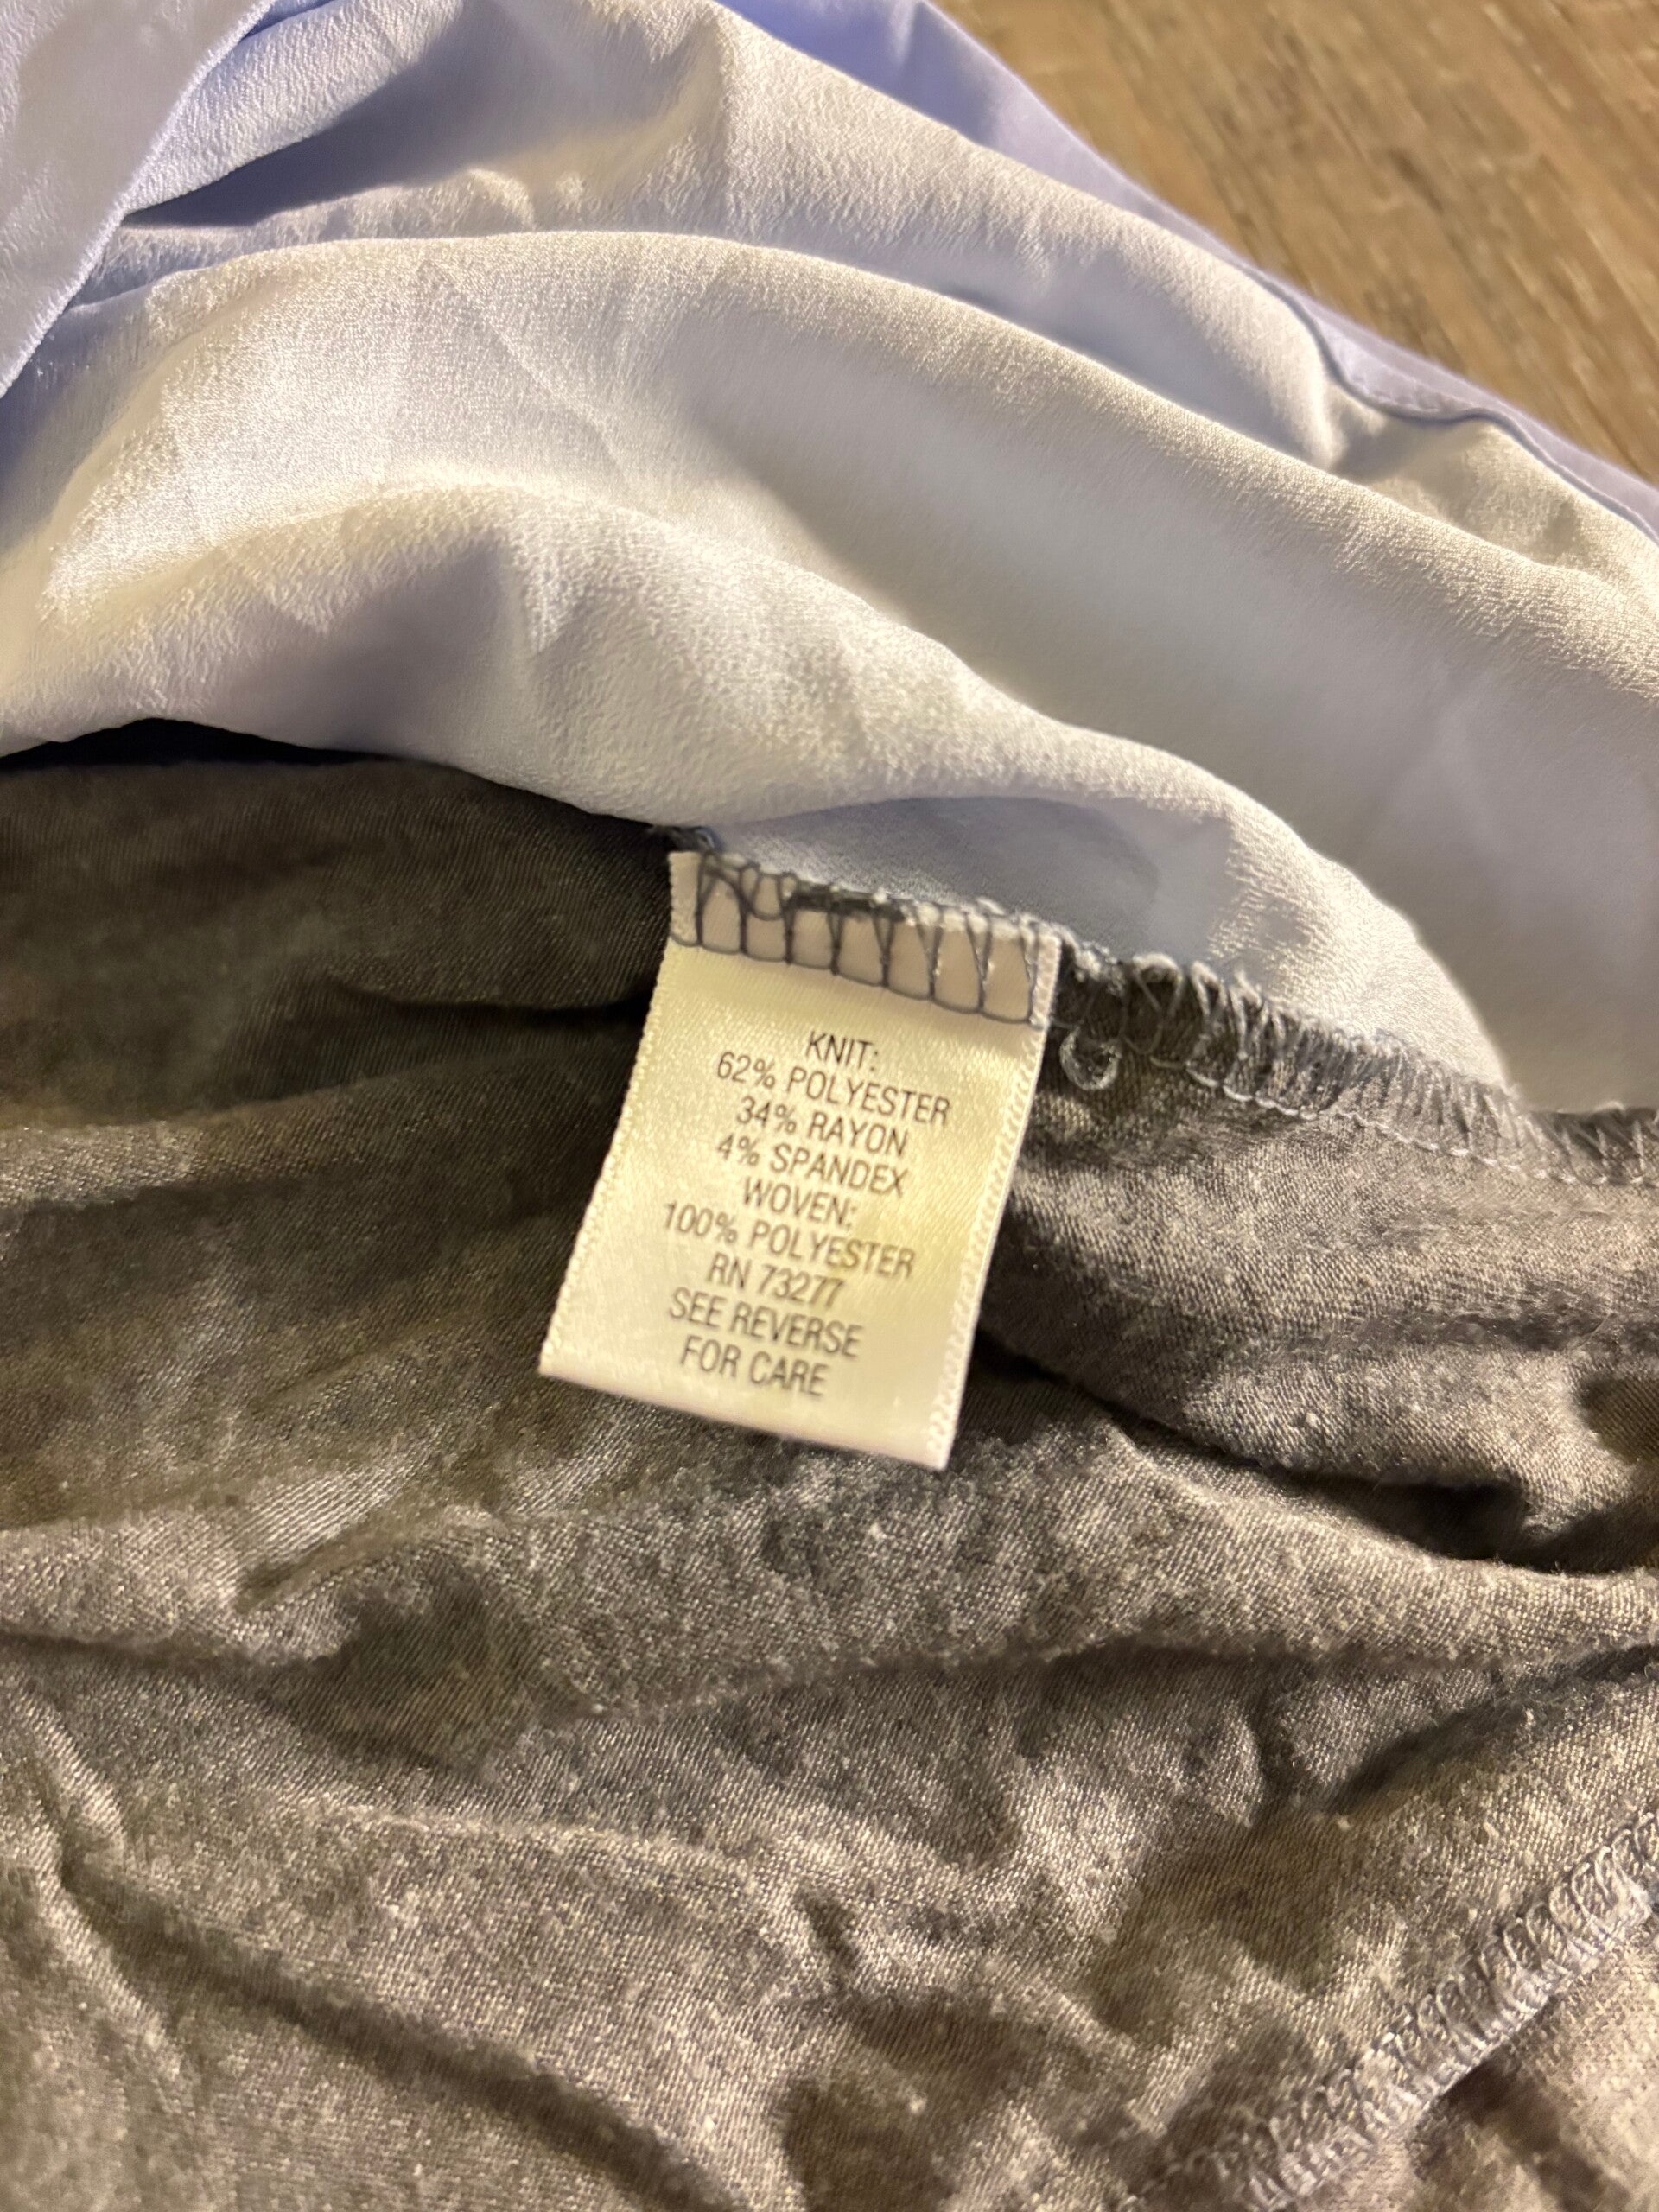 KNIT:
62% POLYESTER
34% RAYON
4% SPANDEX
WOVEN:
100% POLYESTER
RN 73277
SEE REVERSE
FOR CARE